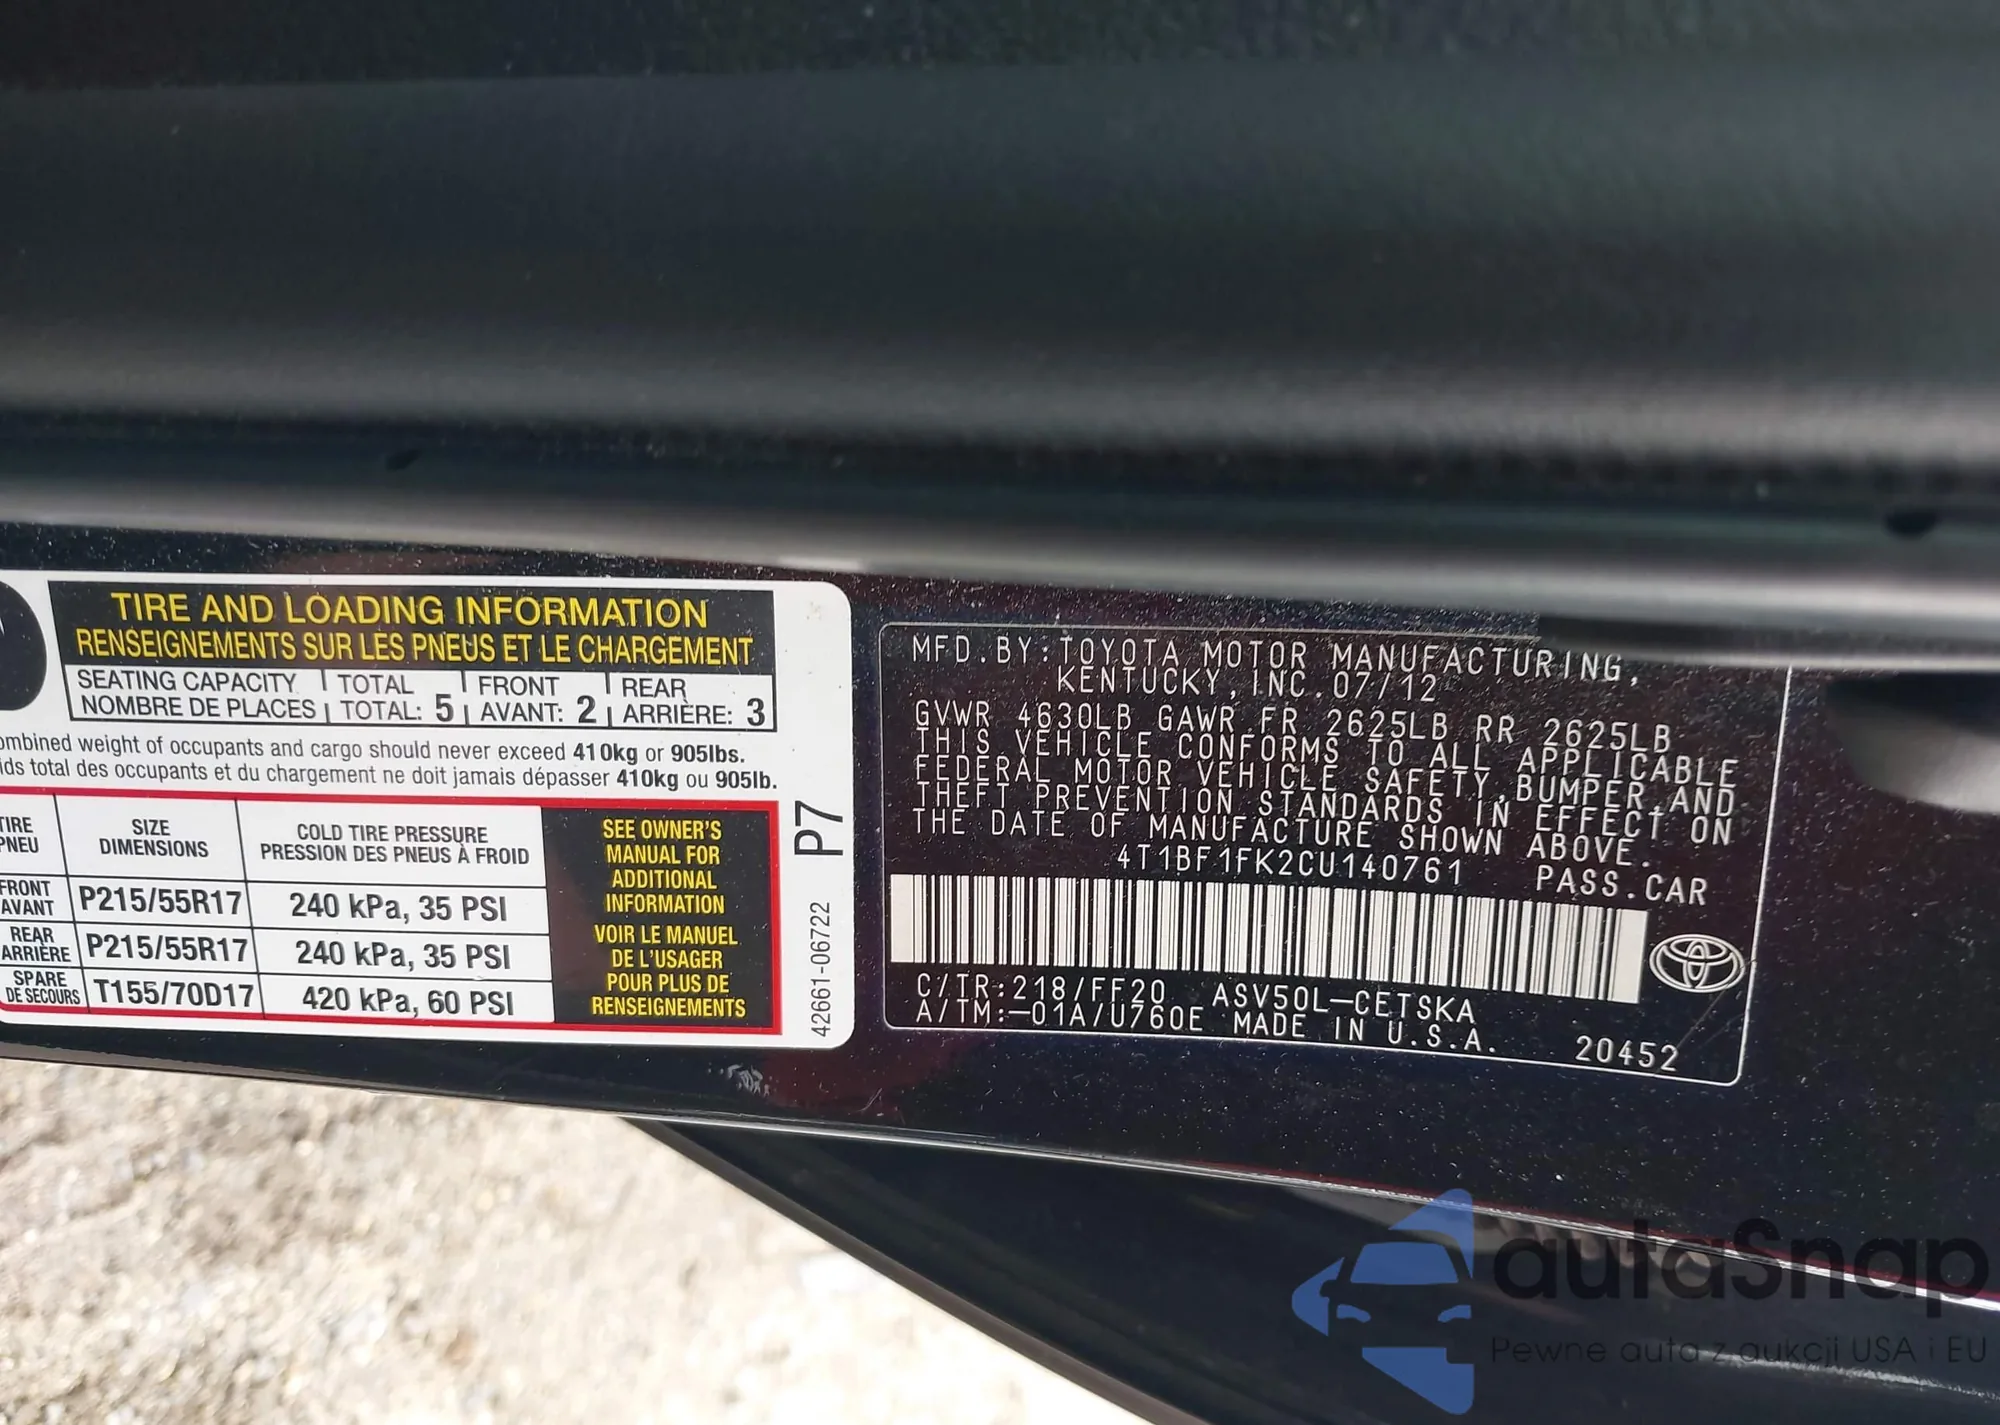 TIRE AND LOADING INFORMATION
RENSEIGNEMENTS SUR LES PNEUS ET LE CHARGEMENT
SEATING CAPACITY TOTAL FRONT REAR
NOMBRE DE PLACES TOTAL: 5 AVANT: 2 ARRIÈRE: 3
ombined weight of occupants and cargo should never exceed 410kg or 905lbs.
ids total des occupants et du chargement ne doit jamais dépasser 410kg ou 905lb.
TIRE SIZE COLD TIRE PRESSURE
PNEU DIMENSIONS PRESSION DES PNEUS À FROID
FRONT
AVANT P215/55R17 240 kPa, 35 PSI
REAR
ARRIÈRE P215/55R17 240 kPa, 35 PSI
SPARE
DE SECOURS T155/70D17 420 kPa, 60 PSI
SEE OWNER'S
MANUAL FOR
ADDITIONAL
INFORMATION
VOIR LE MANUEL
DE L'USAGER
POUR PLUS DE
RENSEIGNEMENTS
42661-06722 P7
MFD.BY:TOYOTA MOTOR MANUFACTURING,
KENTUCKY,INC.07/12
GVWR 4630LB GAWR FR 2625LB RR 2625LB
THIS VEHICLE CONFORMS TO ALL APPLICABLE
FEDERAL MOTOR VEHICLE SAFETY,BUMPER,AND
THEFT PREVENTION STANDARDS IN EFFECT ON
THE DATE OF MANUFACTURE SHOWN ABOVE.
4T1BF1FK2CU140761 PASS.CAR
C/TR:218/FF20 ASV50L-CETSKA
A/TM:-01A/U760E MADE IN U.S.A. 20452
autaSnap
Pewne auta z aukcji USA i EU